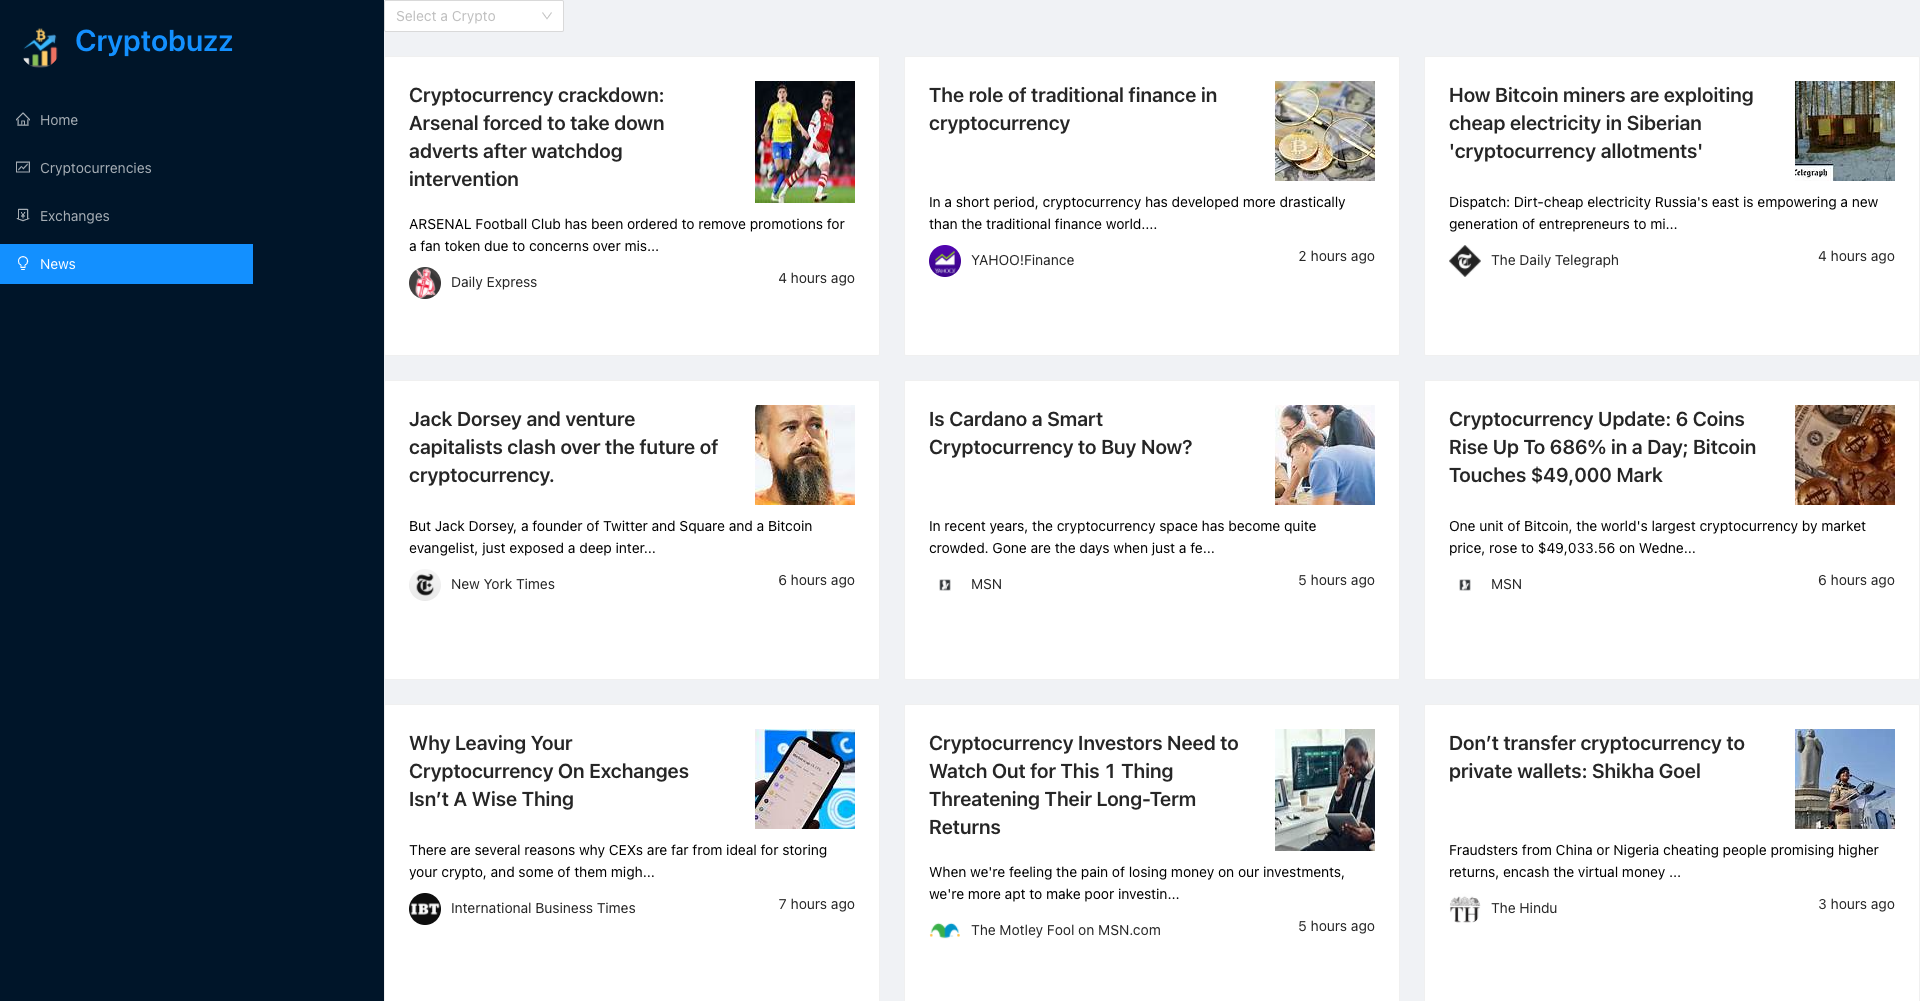 Cryptobuzz
Home
Cryptocurrencies
Exchanges
News
Select a Crypto
Cryptocurrency crackdown:
Arsenal forced to take down
adverts after watchdog
intervention
ARSENAL Football Club has been ordered to remove promotions for
a fan token due to concerns over mis...
Daily Express
4 hours ago
The role of traditional finance in
cryptocurrency
In a short period, cryptocurrency has developed more drastically
than the traditional finance world....
YAHOO!Finance
2 hours ago
How Bitcoin miners are exploiting
cheap electricity in Siberian
'cryptocurrency allotments'
Telegraph
Dispatch: Dirt-cheap electricity Russia's east is empowering a new
generation of entrepreneurs to mi...
The Daily Telegraph
4 hours ago
Jack Dorsey and venture
capitalists clash over the future of
cryptocurrency.
But Jack Dorsey, a founder of Twitter and Square and a Bitcoin
evangelist, just exposed a deep inter...
New York Times
6 hours ago
Is Cardano a Smart
Cryptocurrency to Buy Now?
In recent years, the cryptocurrency space has become quite
crowded. Gone are the days when just a fe...
MSN
5 hours ago
Cryptocurrency Update: 6 Coins
Rise Up To 686% in a Day; Bitcoin
Touches $49,000 Mark
One unit of Bitcoin, the world's largest cryptocurrency by market
price, rose to $49,033.56 on Wedne...
MSN
6 hours ago
Why Leaving Your
Cryptocurrency On Exchanges
Isn’t A Wise Thing
There are several reasons why CEXs are far from ideal for storing
your crypto, and some of them migh...
IBT
International Business Times
7 hours ago
Cryptocurrency Investors Need to
Watch Out for This 1 Thing
Threatening Their Long-Term
Returns
When we're feeling the pain of losing money on our investments,
we're more apt to make poor investin...
The Motley Fool on MSN.com
5 hours ago
Don’t transfer cryptocurrency to
private wallets: Shikha Goel
Fraudsters from China or Nigeria cheating people promising higher
returns, encash the virtual money ...
TH
The Hindu
3 hours ago